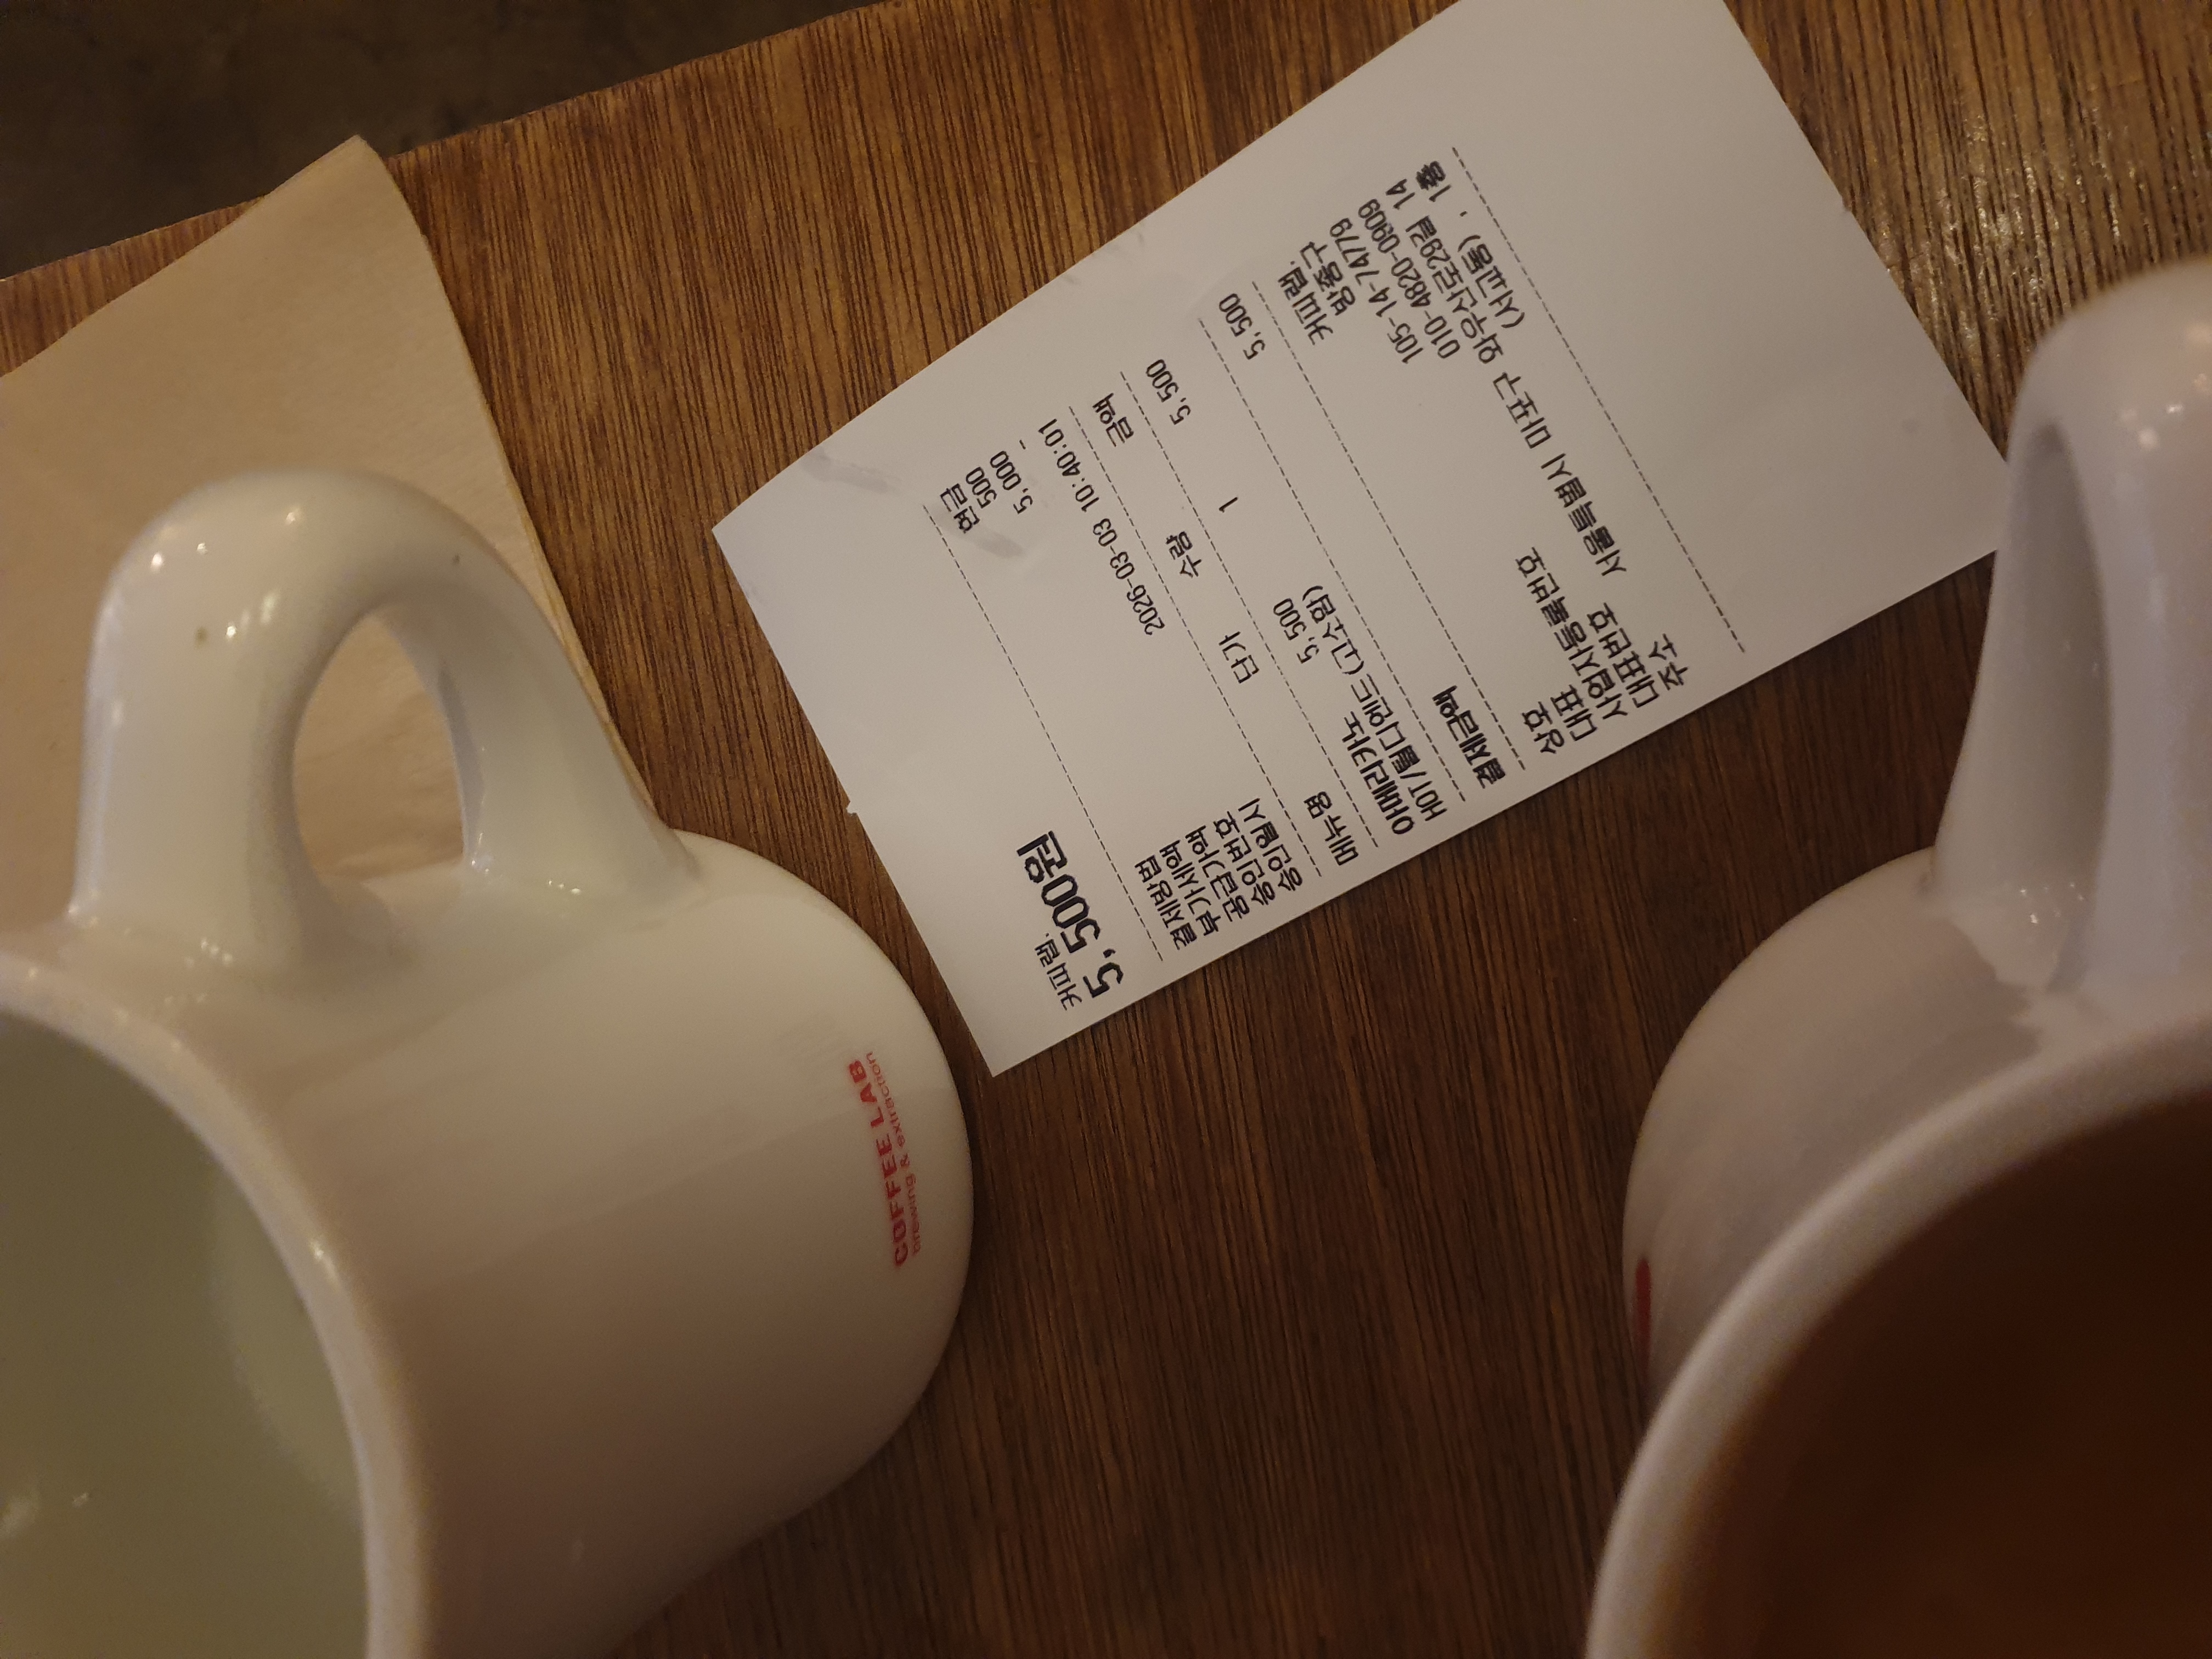 커피랩.
5,500원
결제방법 현금
부가세액 500
공급가액 5,000
승인번호 -
승인일시 2026-03-03 10:40:01
메뉴명 단가 수량 금액
아메리카노 5,500 1 5,500
HOT/웰디엔드(고소함)
결제금액 5,500
상호 커피랩.
대표 방종구
사업자등록번호 105-14-74779
대표번호 010-4820-0909
주소 서울특별시 마포구 와우산로29길 14
(서교동) , 1층
COFFEE LAB
brewing & extraction